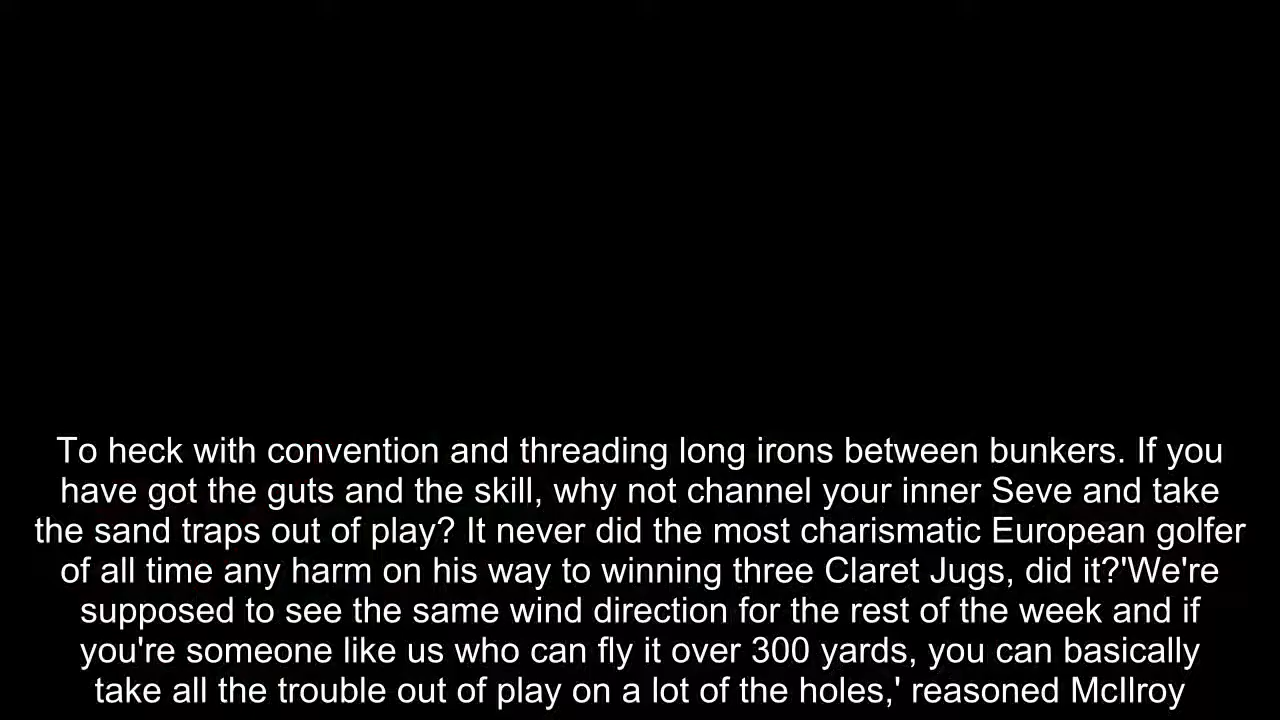 To heck with convention and threading long irons between bunkers. If you
have got the guts and the skill, why not channel your inner Seve and take
the sand traps out of play? It never did the most charismatic European golfer
of all time any harm on his way to winning three Claret Jugs, did it?'We're
supposed to see the same wind direction for the rest of the week and if
you're someone like us who can fly it over 300 yards, you can basically
take all the trouble out of play on a lot of the holes,' reasoned McIlroy